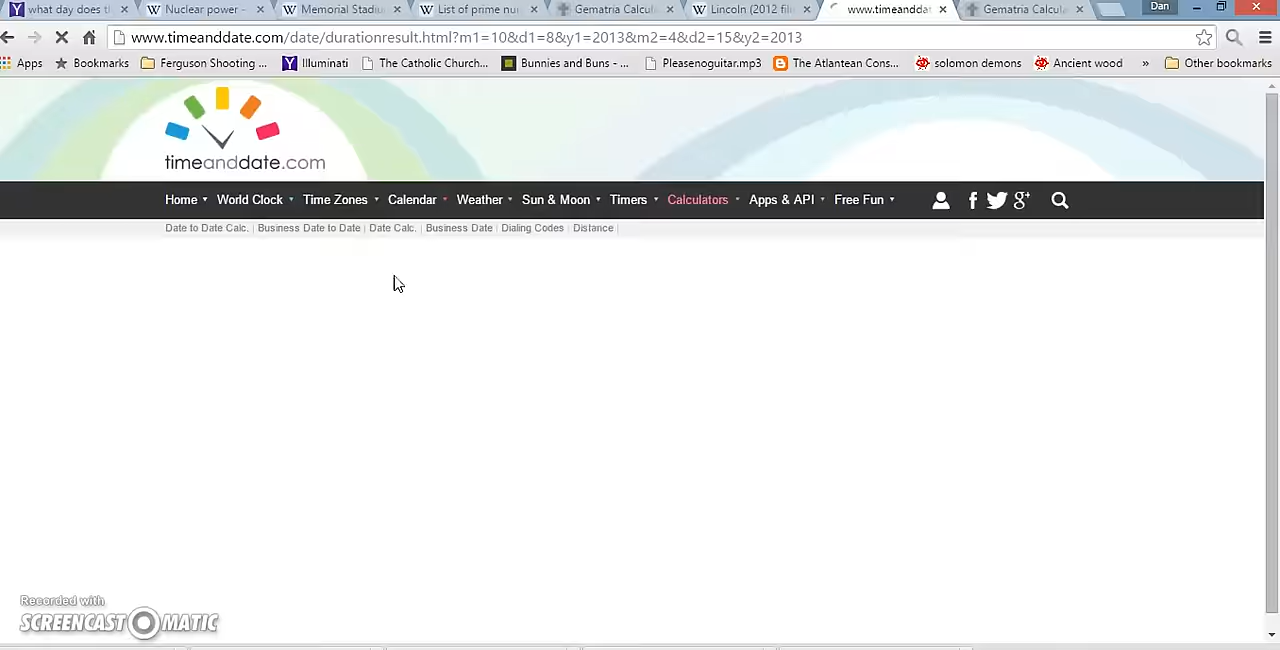 what day does t
Nuclear power -
Memorial Stadiu
List of prime nu
Gematria Calcul
Lincoln (2012 fil
www.timeanddat
Gematria Calcula
Dan
www.timeanddate.com/date/durationresult.html?m1=10&d1=8&y1=2013&m2=4&d2=15&y2=2013
Apps
Bookmarks
Ferguson Shooting ...
Illuminati
The Catholic Church...
Bunnies and Buns - ...
Pleasenoguitar.mp3
The Atlantean Cons...
solomon demons
Ancient wood
»
Other bookmarks
timeanddate.com
Home World Clock Time Zones Calendar Weather Sun & Moon Timers Calculators Apps & API Free Fun
Date to Date Calc. | Business Date to Date | Date Calc. | Business Date | Dialing Codes | Distance |
Recorded with
SCREENCAST MATIC